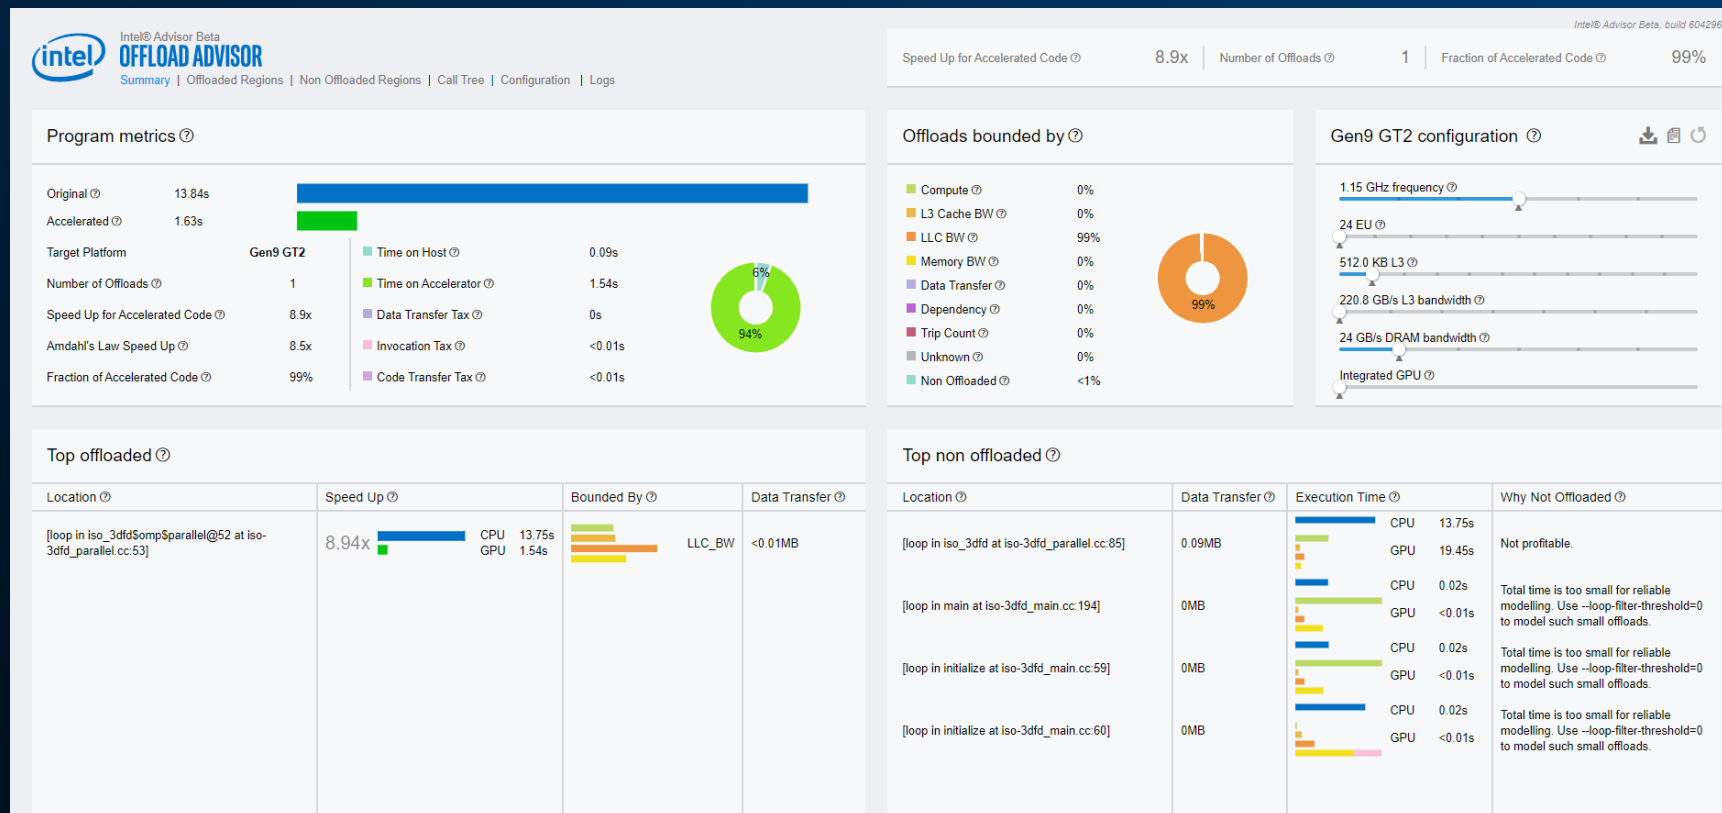 Intel® Advisor Beta, build 604296
intel
Intel® Advisor Beta
OFFLOAD ADVISOR
Summary | Offloaded Regions | Non Offloaded Regions | Call Tree | Configuration | Logs
Speed Up for Accelerated Code 8.9x
Number of Offloads 1
Fraction of Accelerated Code 99%
Program metrics
Original 13.84s
Accelerated 1.63s
Target Platform Gen9 GT2
Number of Offloads 1
Speed Up for Accelerated Code 8.9x
Amdahl's Law Speed Up 8.5x
Fraction of Accelerated Code 99%
Time on Host 0.09s
Time on Accelerator 1.54s
Data Transfer Tax 0s
Invocation Tax <0.01s
Code Transfer Tax <0.01s
6%
94%
Offloads bounded by
Compute 0%
L3 Cache BW 0%
LLC BW 99%
Memory BW 0%
Data Transfer 0%
Dependency 0%
Trip Count 0%
Unknown 0%
Non Offloaded <1%
99%
Gen9 GT2 configuration
1.15 GHz frequency
24 EU
512.0 KB L3
220.8 GB/s L3 bandwidth
24 GB/s DRAM bandwidth
Integrated GPU
Top offloaded
Location Speed Up Bounded By Data Transfer
[loop in iso_3dfd$omp$parallel@52 at iso-
3dfd_parallel.cc:53]
8.94x
CPU 13.75s
GPU 1.54s
LLC_BW
<0.01MB
Top non offloaded
Location Data Transfer Execution Time Why Not Offloaded
[loop in iso_3dfd at iso-3dfd_parallel.cc:85]
0.09MB
CPU 13.75s
GPU 19.45s
Not profitable.
[loop in main at iso-3dfd_main.cc:194]
0MB
CPU 0.02s
GPU <0.01s
Total time is too small for reliable
modelling. Use --loop-filter-threshold=0
to model such small offloads.
[loop in initialize at iso-3dfd_main.cc:59]
0MB
CPU 0.02s
GPU <0.01s
Total time is too small for reliable
modelling. Use --loop-filter-threshold=0
to model such small offloads.
[loop in initialize at iso-3dfd_main.cc:60]
0MB
CPU 0.02s
GPU <0.01s
Total time is too small for reliable
modelling. Use --loop-filter-threshold=0
to model such small offloads.